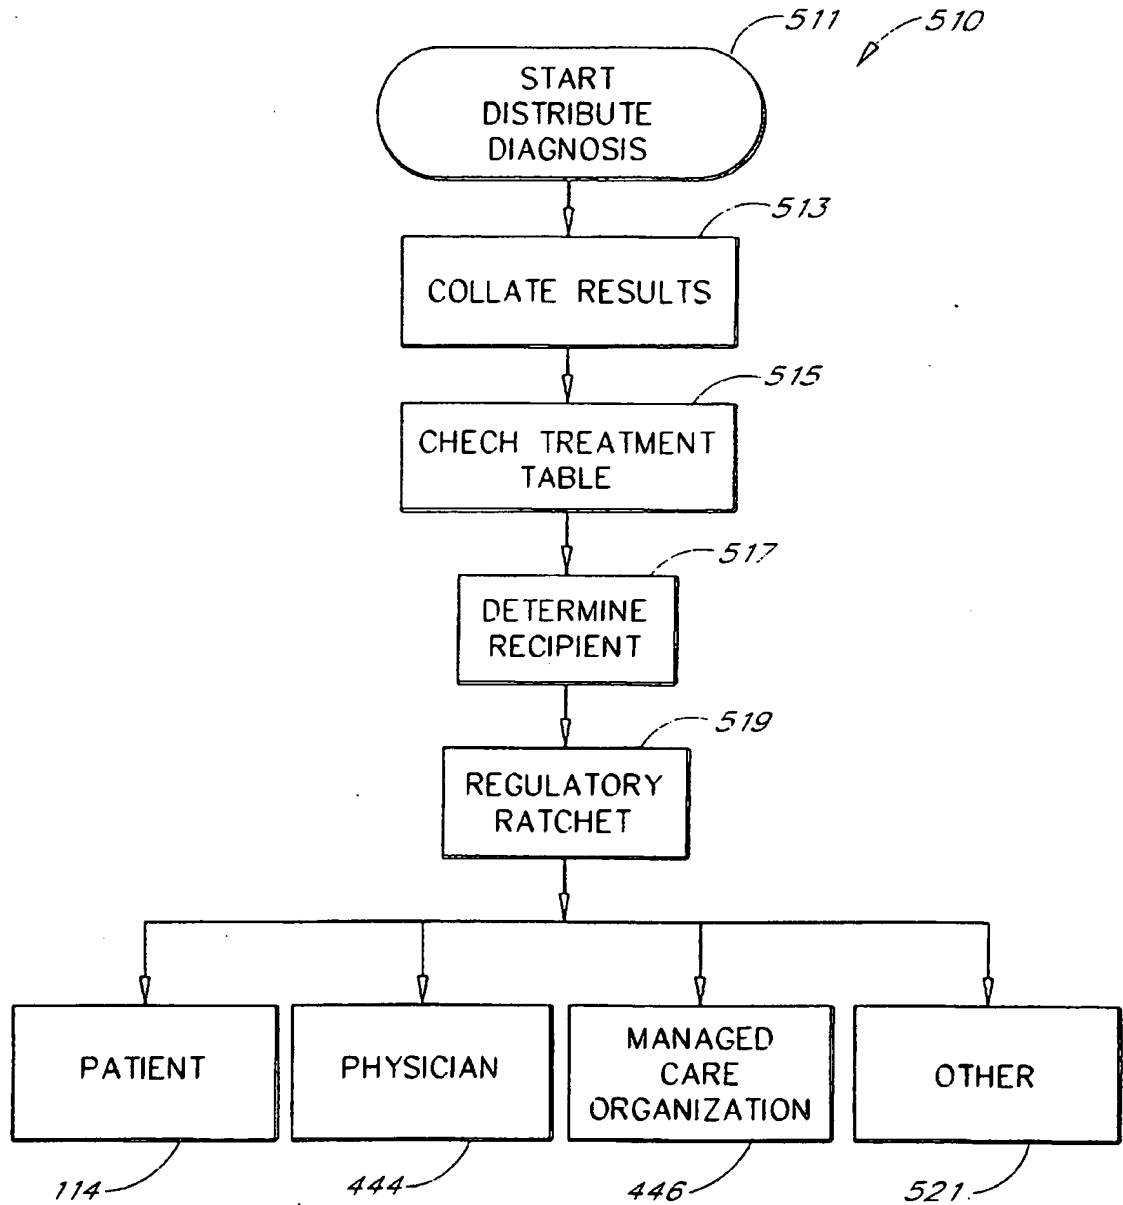 511
510
START
DISTRIBUTE
DIAGNOSIS
513
COLLATE RESULTS
515
CHECH TREATMENT
TABLE
517
DETERMINE
RECIPIENT
519
REGULATORY
RATCHET
PATIENT
PHYSICIAN
MANAGED
CARE
ORGANIZATION
OTHER
114
444
446
521